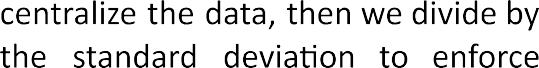 centralize the data, then we divide by
the standard deviation to enforce